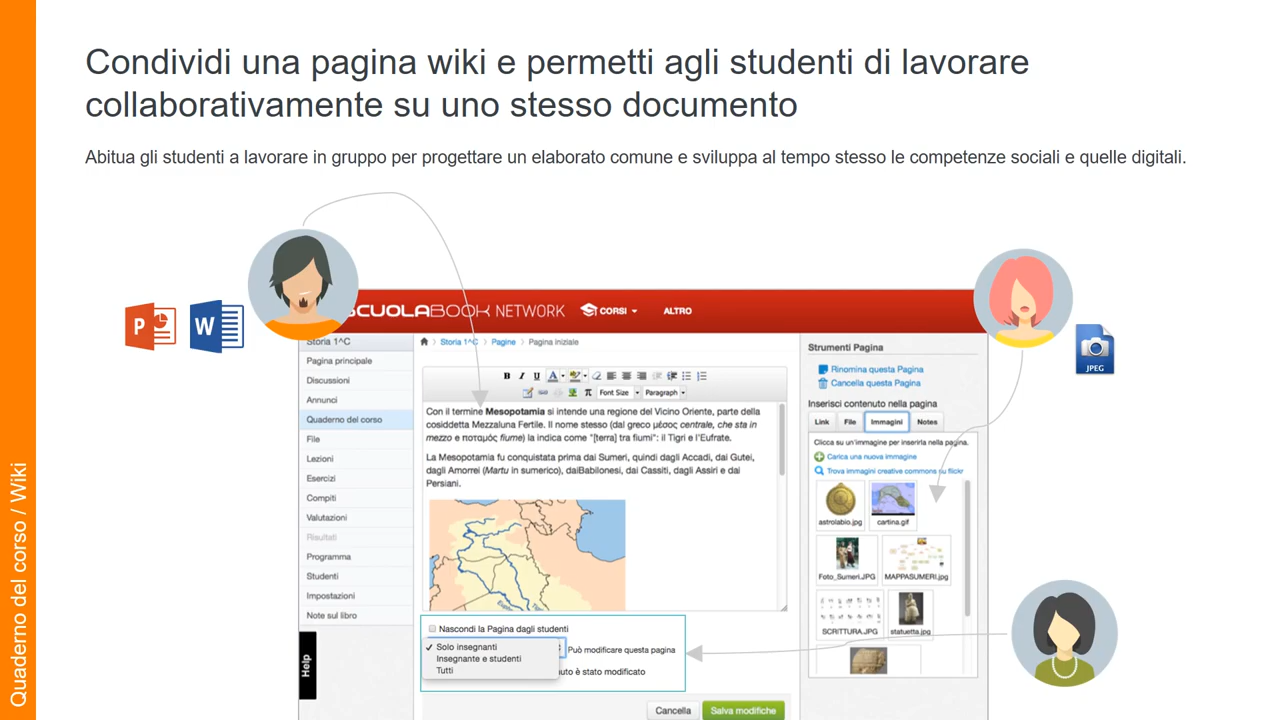 Condividi una pagina wiki e permetti agli studenti di lavorare
collaborativamente su uno stesso documento
Abitua gli studenti a lavorare in gruppo per progettare un elaborato comune e sviluppa al tempo stesso le competenze sociali e quelle digitali.
Quaderno del corso / Wiki
P
W
JPEG
SCUOLABOOK NETWORK
CORSI
ALTRO
Storia 1^C
Pagina principale
Discussioni
Annunci
Quaderno del corso
File
Lezioni
Esercizi
Compiti
Valutazioni
Risultati
Programma
Studenti
Impostazioni
Note sul libro
Help
Storia 1^C
Pagine
Pagina iniziale
B I U A
Font Size
Paragraph
Con il termine Mesopotamia si intende una regione del Vicino Oriente, parte della
cosiddetta Mezzaluna Fertile. Il nome stesso (dal greco μέσος centrale, che sta in
mezzo e ποταμός fiume) la indica come "[terra] tra fiumi": il Tigri e l'Eufrate.
La Mesopotamia fu conquistata prima dai Sumeri, quindi dagli Accadi, dai Gutei,
dagli Amorrei (Martu in sumerico), daiBabilonesi, dai Cassiti, dagli Assiri e dai
Persiani.
Nascondi la Pagina dagli studenti
✓ Solo insegnanti
Insegnante e studenti
Tutti
Può modificare questa pagina
uto è stato modificato
Cancella
Salva modifiche
Strumenti Pagina
Rinomina questa Pagina
Cancella questa Pagina
Inserisci contenuto nella pagina
Link
File
Immagini
Notes
Clicca su un'immagine per inserirla nella pagina.
Carica una nuova immagine
Trova immagini creative commons su flickr
astrolabio.jpg
cartina.gif
Foto_Sumeri.JPG
MAPPASUMERI.jpg
SCRITTURA.JPG
statuetta.jpg